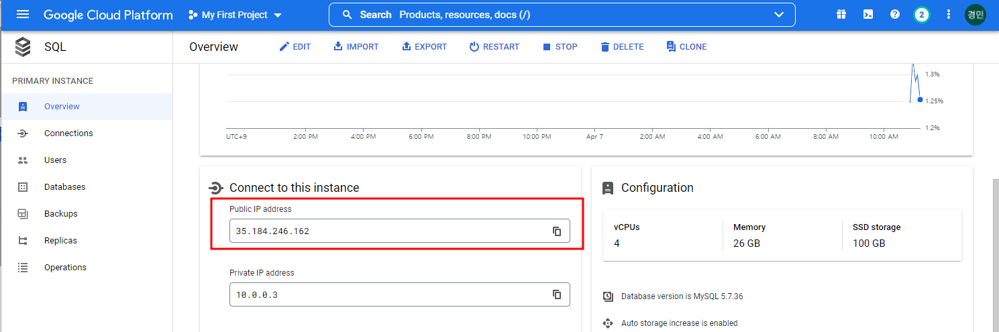 Google Cloud Platform My First Project Search Products, resources, docs (/) 2 경민
SQL Overview EDIT IMPORT EXPORT RESTART STOP DELETE CLONE
PRIMARY INSTANCE
Overview
Connections
Users
Databases
Backups
Replicas
Operations
1.3%
1.25%
1.2%
UTC+9 2:00 PM 4:00 PM 6:00 PM 8:00 PM 10:00 PM Apr 7 2:00 AM 4:00 AM 6:00 AM 8:00 AM 10:00 AM
Connect to this instance
Public IP address
35.184.246.162
Private IP address
10.0.0.3
Configuration
vCPUs Memory SSD storage
4 26 GB 100 GB
Database version is MySQL 5.7.36
Auto storage increase is enabled